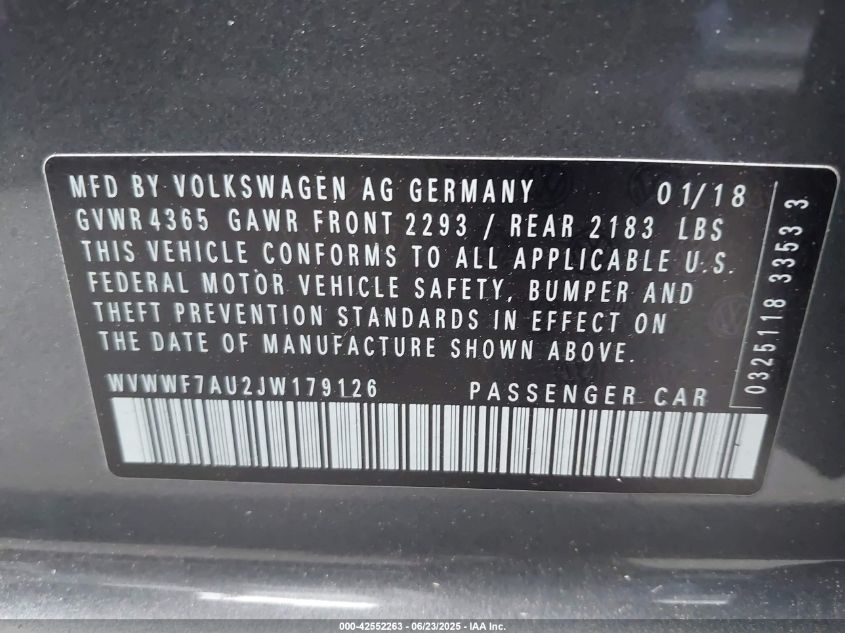 MFD BY VOLKSWAGEN AG GERMANY 01/18
GVWR 4365 GAWR FRONT 2293 / REAR 2183 LBS
THIS VEHICLE CONFORMS TO ALL APPLICABLE U.S.
FEDERAL MOTOR VEHICLE SAFETY, BUMPER AND
THEFT PREVENTION STANDARDS IN EFFECT ON
THE DATE OF MANUFACTURE SHOWN ABOVE.
WVWWF7AU2JW179126 PASSENGER CAR
0325118 3353 3
000-42552263 - 06/23/2025 - IAA Inc.